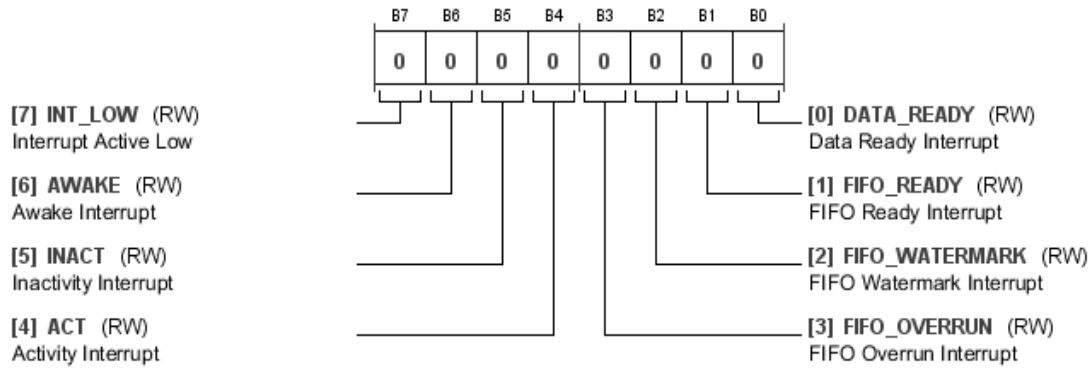 B7 B6 B5 B4 B3 B2 B1 B0
0 0 0 0 0 0 0 0
[7] INT_LOW (RW)
Interrupt Active Low
[6] AWAKE (RW)
Awake Interrupt
[5] INACT (RW)
Inactivity Interrupt
[4] ACT (RW)
Activity Interrupt
[0] DATA_READY (RW)
Data Ready Interrupt
[1] FIFO_READY (RW)
FIFO Ready Interrupt
[2] FIFO_WATERMARK (RW)
FIFO Watermark Interrupt
[3] FIFO_OVERRUN (RW)
FIFO Overrun Interrupt